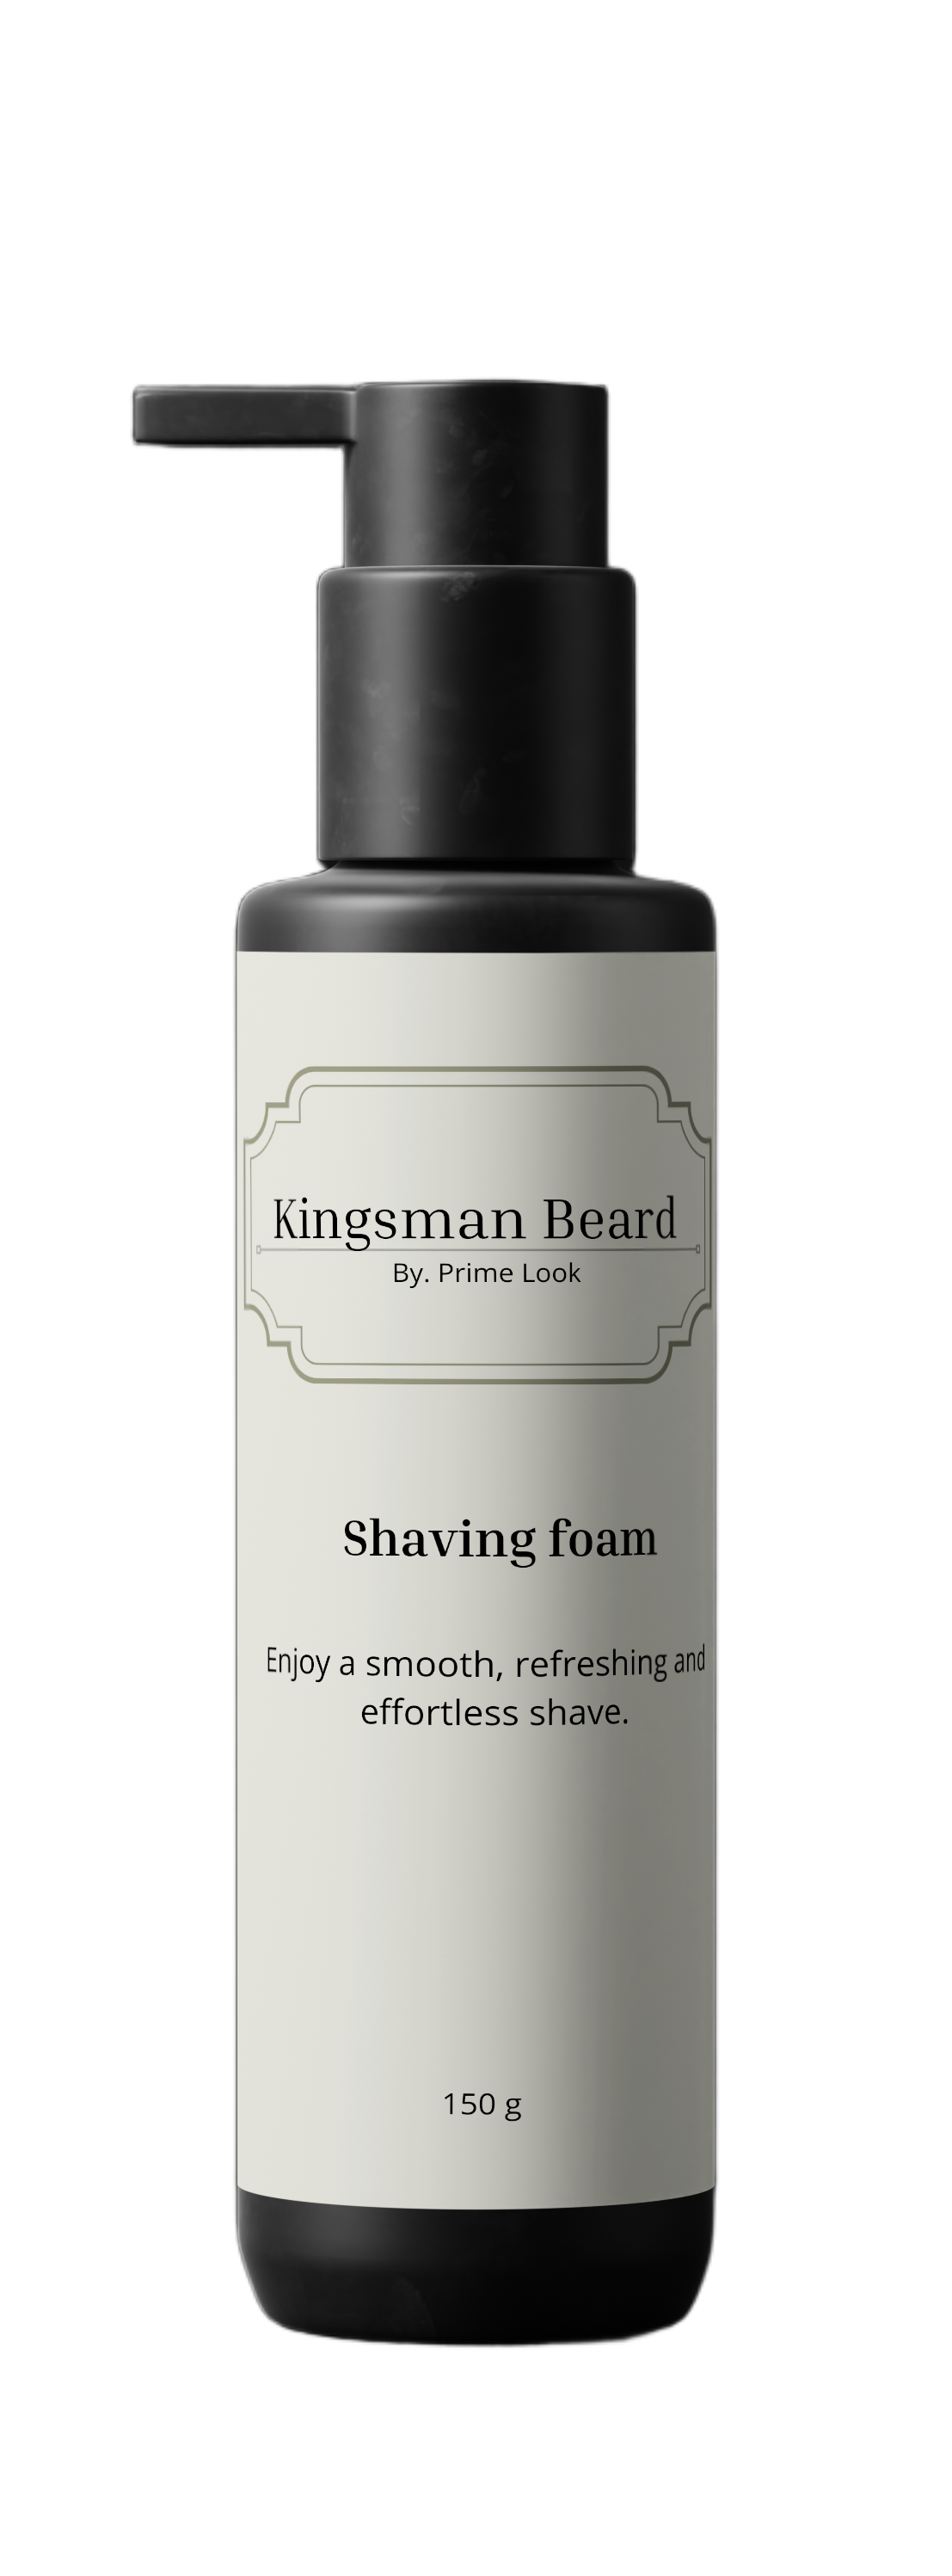 Kingsman Beard
By. Prime Look
Shaving foam
Enjoy a smooth, refreshing and
effortless shave.
150 g